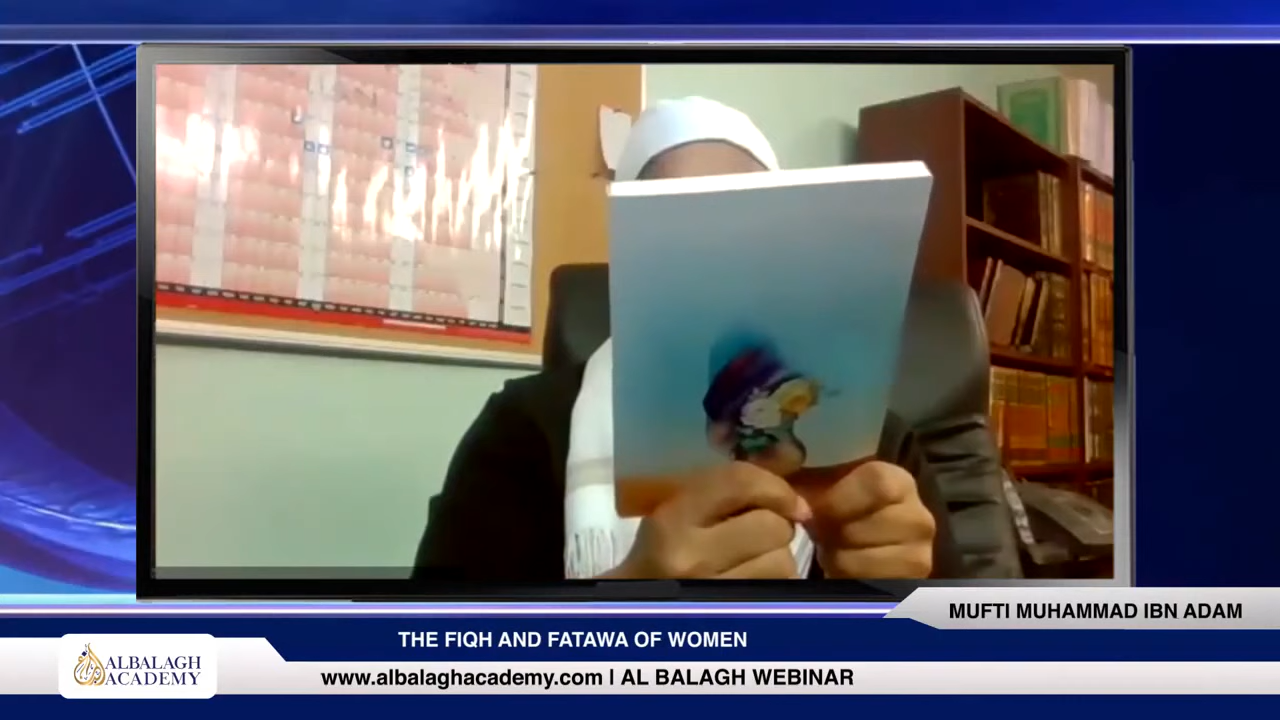 MUFTI MUHAMMAD IBN ADAM
THE FIQH AND FATAWA OF WOMEN
ALBALAGH
ACADEMY
www.albalaghacademy.com | AL BALAGH WEBINAR